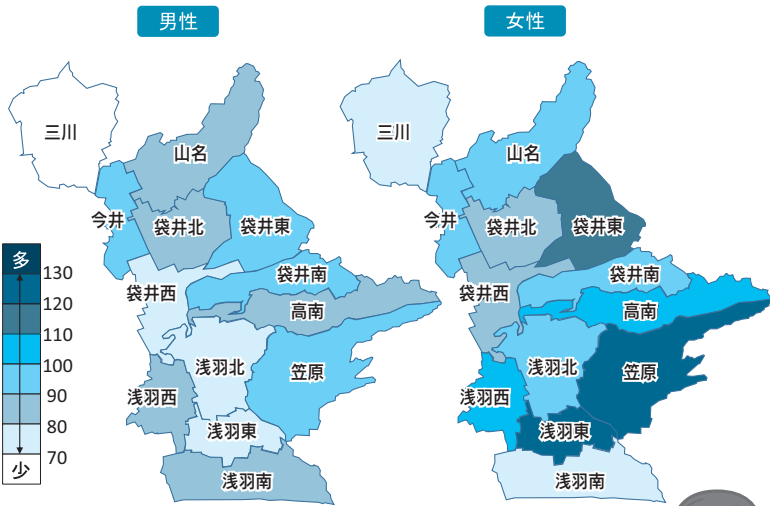 男性
女性
三川
山名
今井
袋井北
袋井東
袋井西
袋井南
高南
浅羽北
笠原
浅羽西
浅羽東
浅羽南
三川
山名
今井
袋井北
袋井東
袋井西
袋井南
高南
浅羽北
笠原
浅羽西
浅羽東
浅羽南
多
130
120
110
100
90
80
70
少